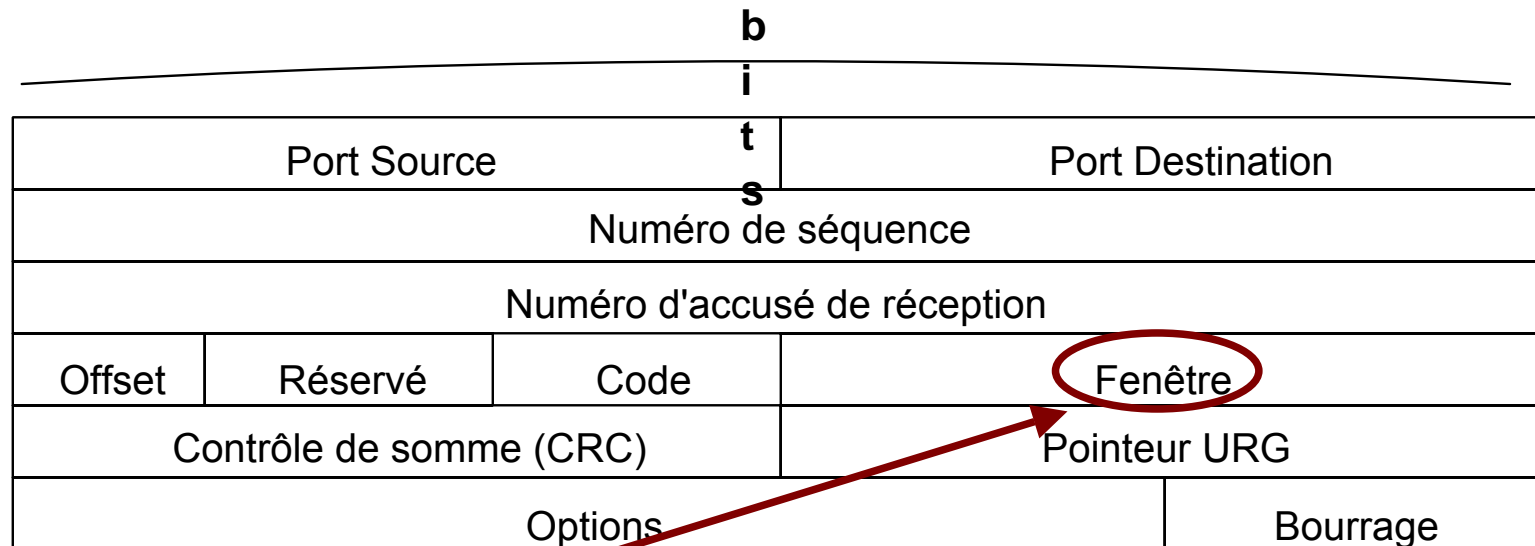 bits
Port Source Port Destination
Numéro de séquence
Numéro d'accusé de réception
Offset Réservé Code Fenêtre
Contrôle de somme (CRC) Pointeur URG
Options Bourrage